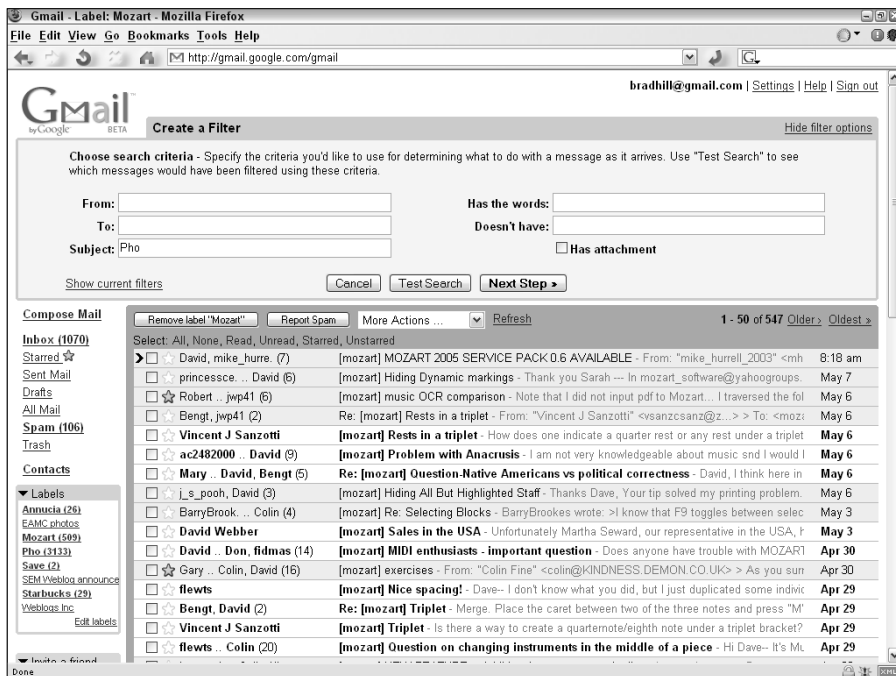 Gmail - Label: Mozart - Mozilla Firefox
File Edit View Go Bookmarks Tools Help
http://gmail.google.com/gmail
G
bradhill@gmail.com | Settings | Help | Sign out
Gmail
by Google BETA
Create a Filter Hide filter options
Choose search criteria - Specify the criteria you'd like to use for determining what to do with a message as it arrives. Use "Test Search" to see
which messages would have been filtered using these criteria.
From: Has the words:
To: Doesn't have:
Subject: Pho Has attachment
Show current filters Cancel Test Search Next Step »
Compose Mail
Inbox (1070)
Starred
Sent Mail
Drafts
All Mail
Spam (106)
Trash
Contacts
Labels
Annucia (26)
EAMC photos
Mozart (509)
Pho (3133)
Save (2)
SEM Weblog announce
Starbucks (29)
Weblogs Inc
Edit labels
Invite a friend
Remove label "Mozart" Report Spam More Actions ... Refresh 1 - 50 of 547 Older › Oldest »
Select: All, None, Read, Unread, Starred, Unstarred
David, mike_hurre. (7) [mozart] MOZART 2005 SERVICE PACK 0.6 AVAILABLE - From: "mike_hurrell_2003" <mh 8:18 am
princessce. .. David (6) [mozart] Hiding Dynamic markings - Thank you Sarah --- In mozart_software@yahoogroups. May 7
Robert .. jwp41 (6) [mozart] music OCR comparison - Note that I did not input pdf to Mozart... I traversed the fol May 6
Bengt, jwp41 (2) Re: [mozart] Rests in a triplet - From: "Vincent J Sanzotti" <vsanzcsanz@z...> > To: <moza May 6
Vincent J Sanzotti [mozart] Rests in a triplet - How does one indicate a quarter rest or any rest under a triplet May 6
ac2482000 .. David (9) [mozart] Problem with Anacrusis - I am not very knowledgeable about music snd I would l May 6
Mary .. David, Bengt (5) Re: [mozart] Question-Native Americans vs political correctness - David, I think here in May 6
j_s_pooh, David (3) [mozart] Hiding All But Highlighted Staff - Thanks Dave, Your tip solved my printing problem. May 6
BarryBrook. .. Colin (4) [mozart] Re: Selecting Blocks - BarryBrookes wrote: >I know that F9 toggles between selec May 3
David Webber [mozart] Sales in the USA - Unfortunately Martha Seward, our representative in the USA, h May 3
David .. Don, fidmas (14) [mozart] MIDI enthusiasts - important question - Does anyone have trouble with MOZART Apr 30
Gary .. Colin, David (16) [mozart] exercises - From: "Colin Fine" <colin@KINDNESS.DEMON.CO.UK> > As you surr Apr 30
flewts [mozart] Nice spacing! - Dave-- I don't know what you did, but I just duplicated some indivic Apr 29
Bengt, David (2) Re: [mozart] Triplet - Merge. Place the caret between two of the three notes and press "M' Apr 29
Vincent J Sanzotti [mozart] Triplet - Is there a way to create a quarternote/eighth note under a triplet bracket? Apr 29
flewts .. Colin (20) [mozart] Question on changing instruments in the middle of a piece - Hi Dave-- It's Mu Apr 29
Done XML